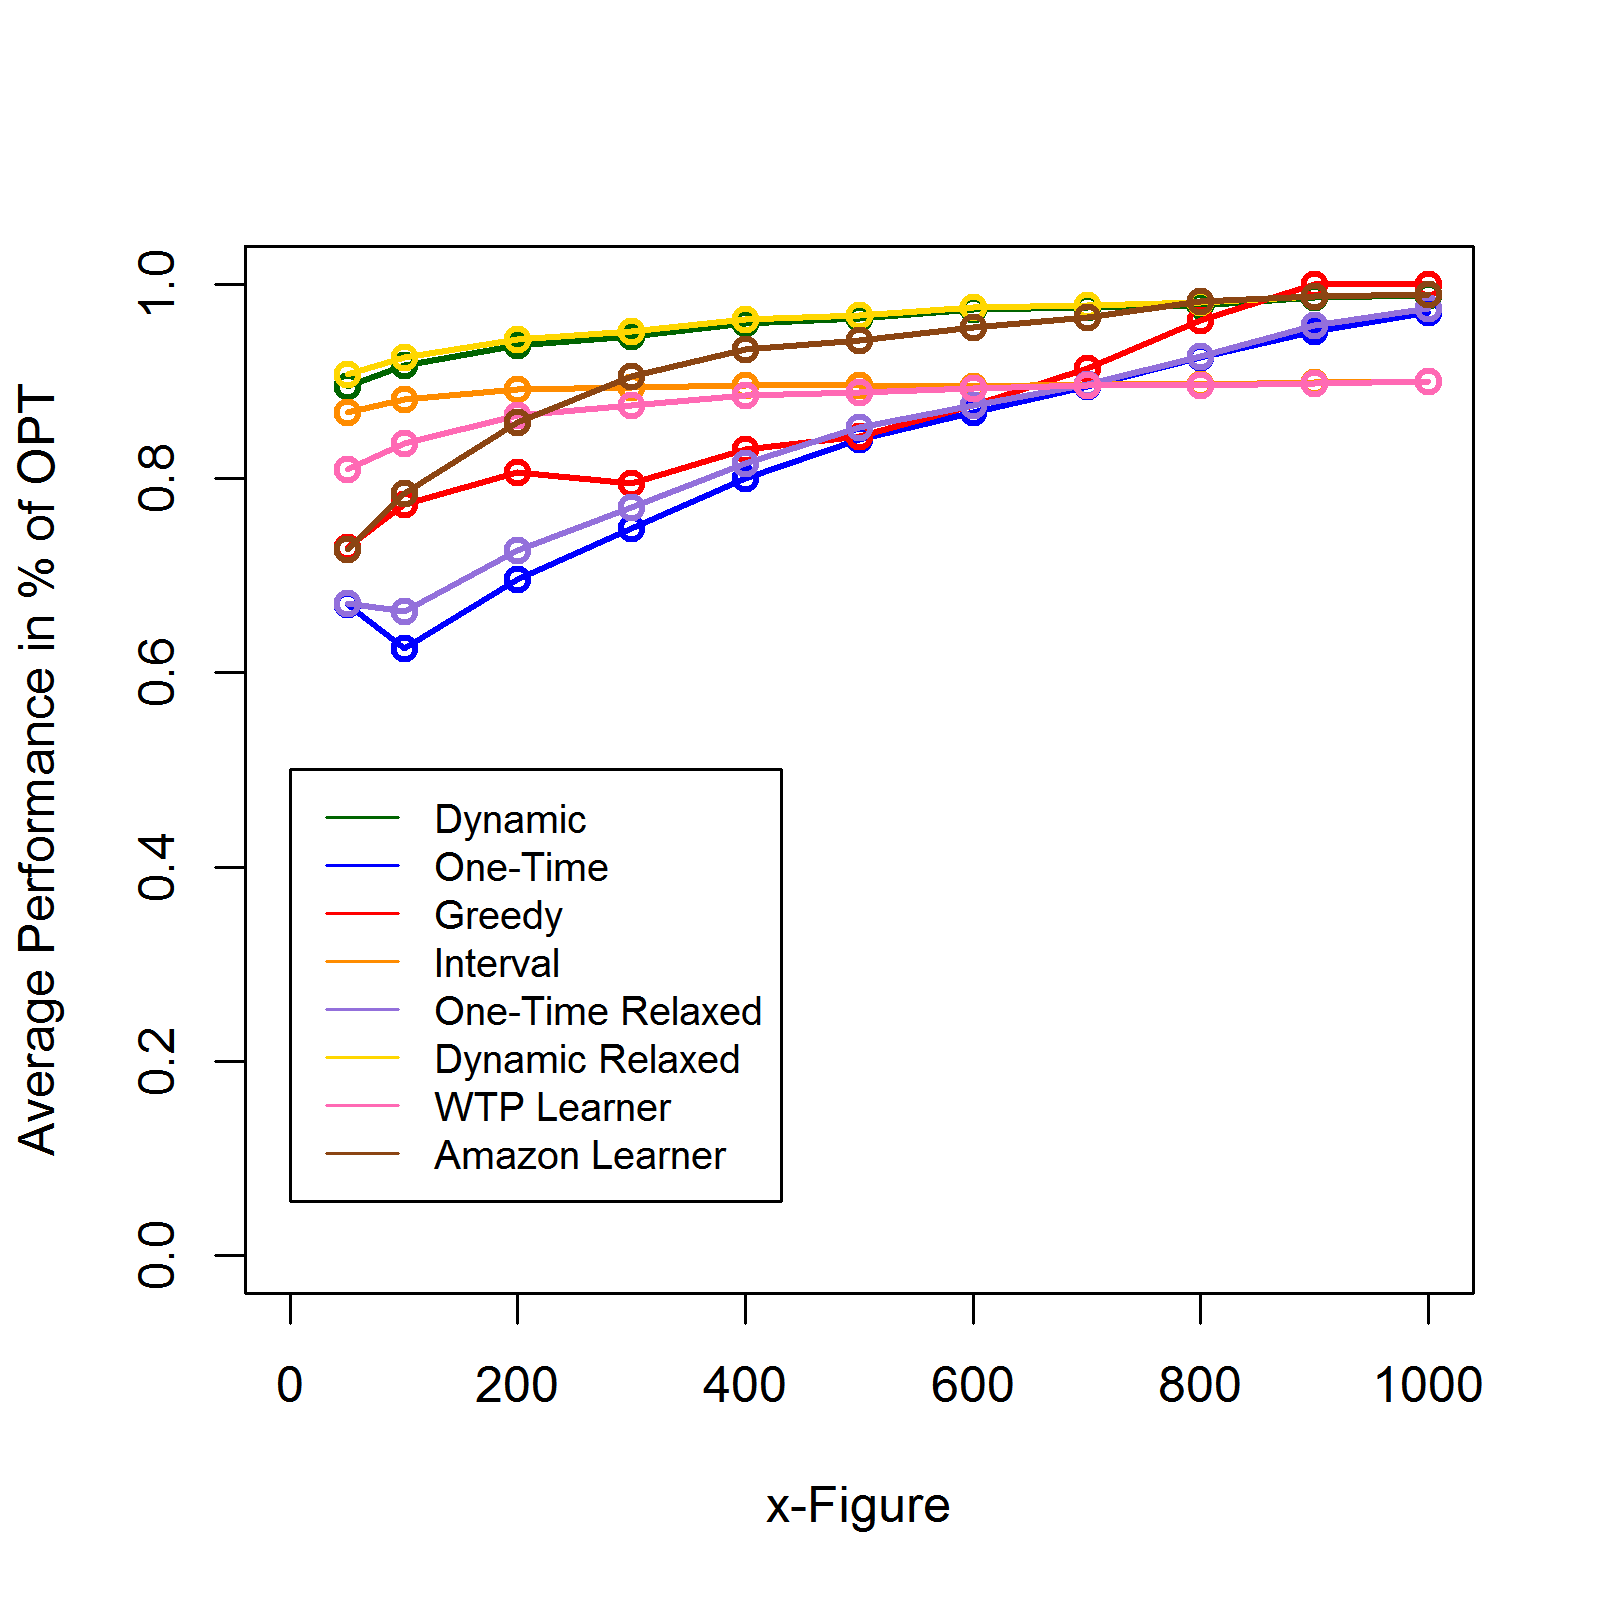 Average Performance in % of OPT
1.0
0.8
0.6
0.4
0.2
0.0
Dynamic
One-Time
Greedy
Interval
One-Time Relaxed
Dynamic Relaxed
WTP Learner
Amazon Learner
0 200 400 600 800 1000
x-Figure